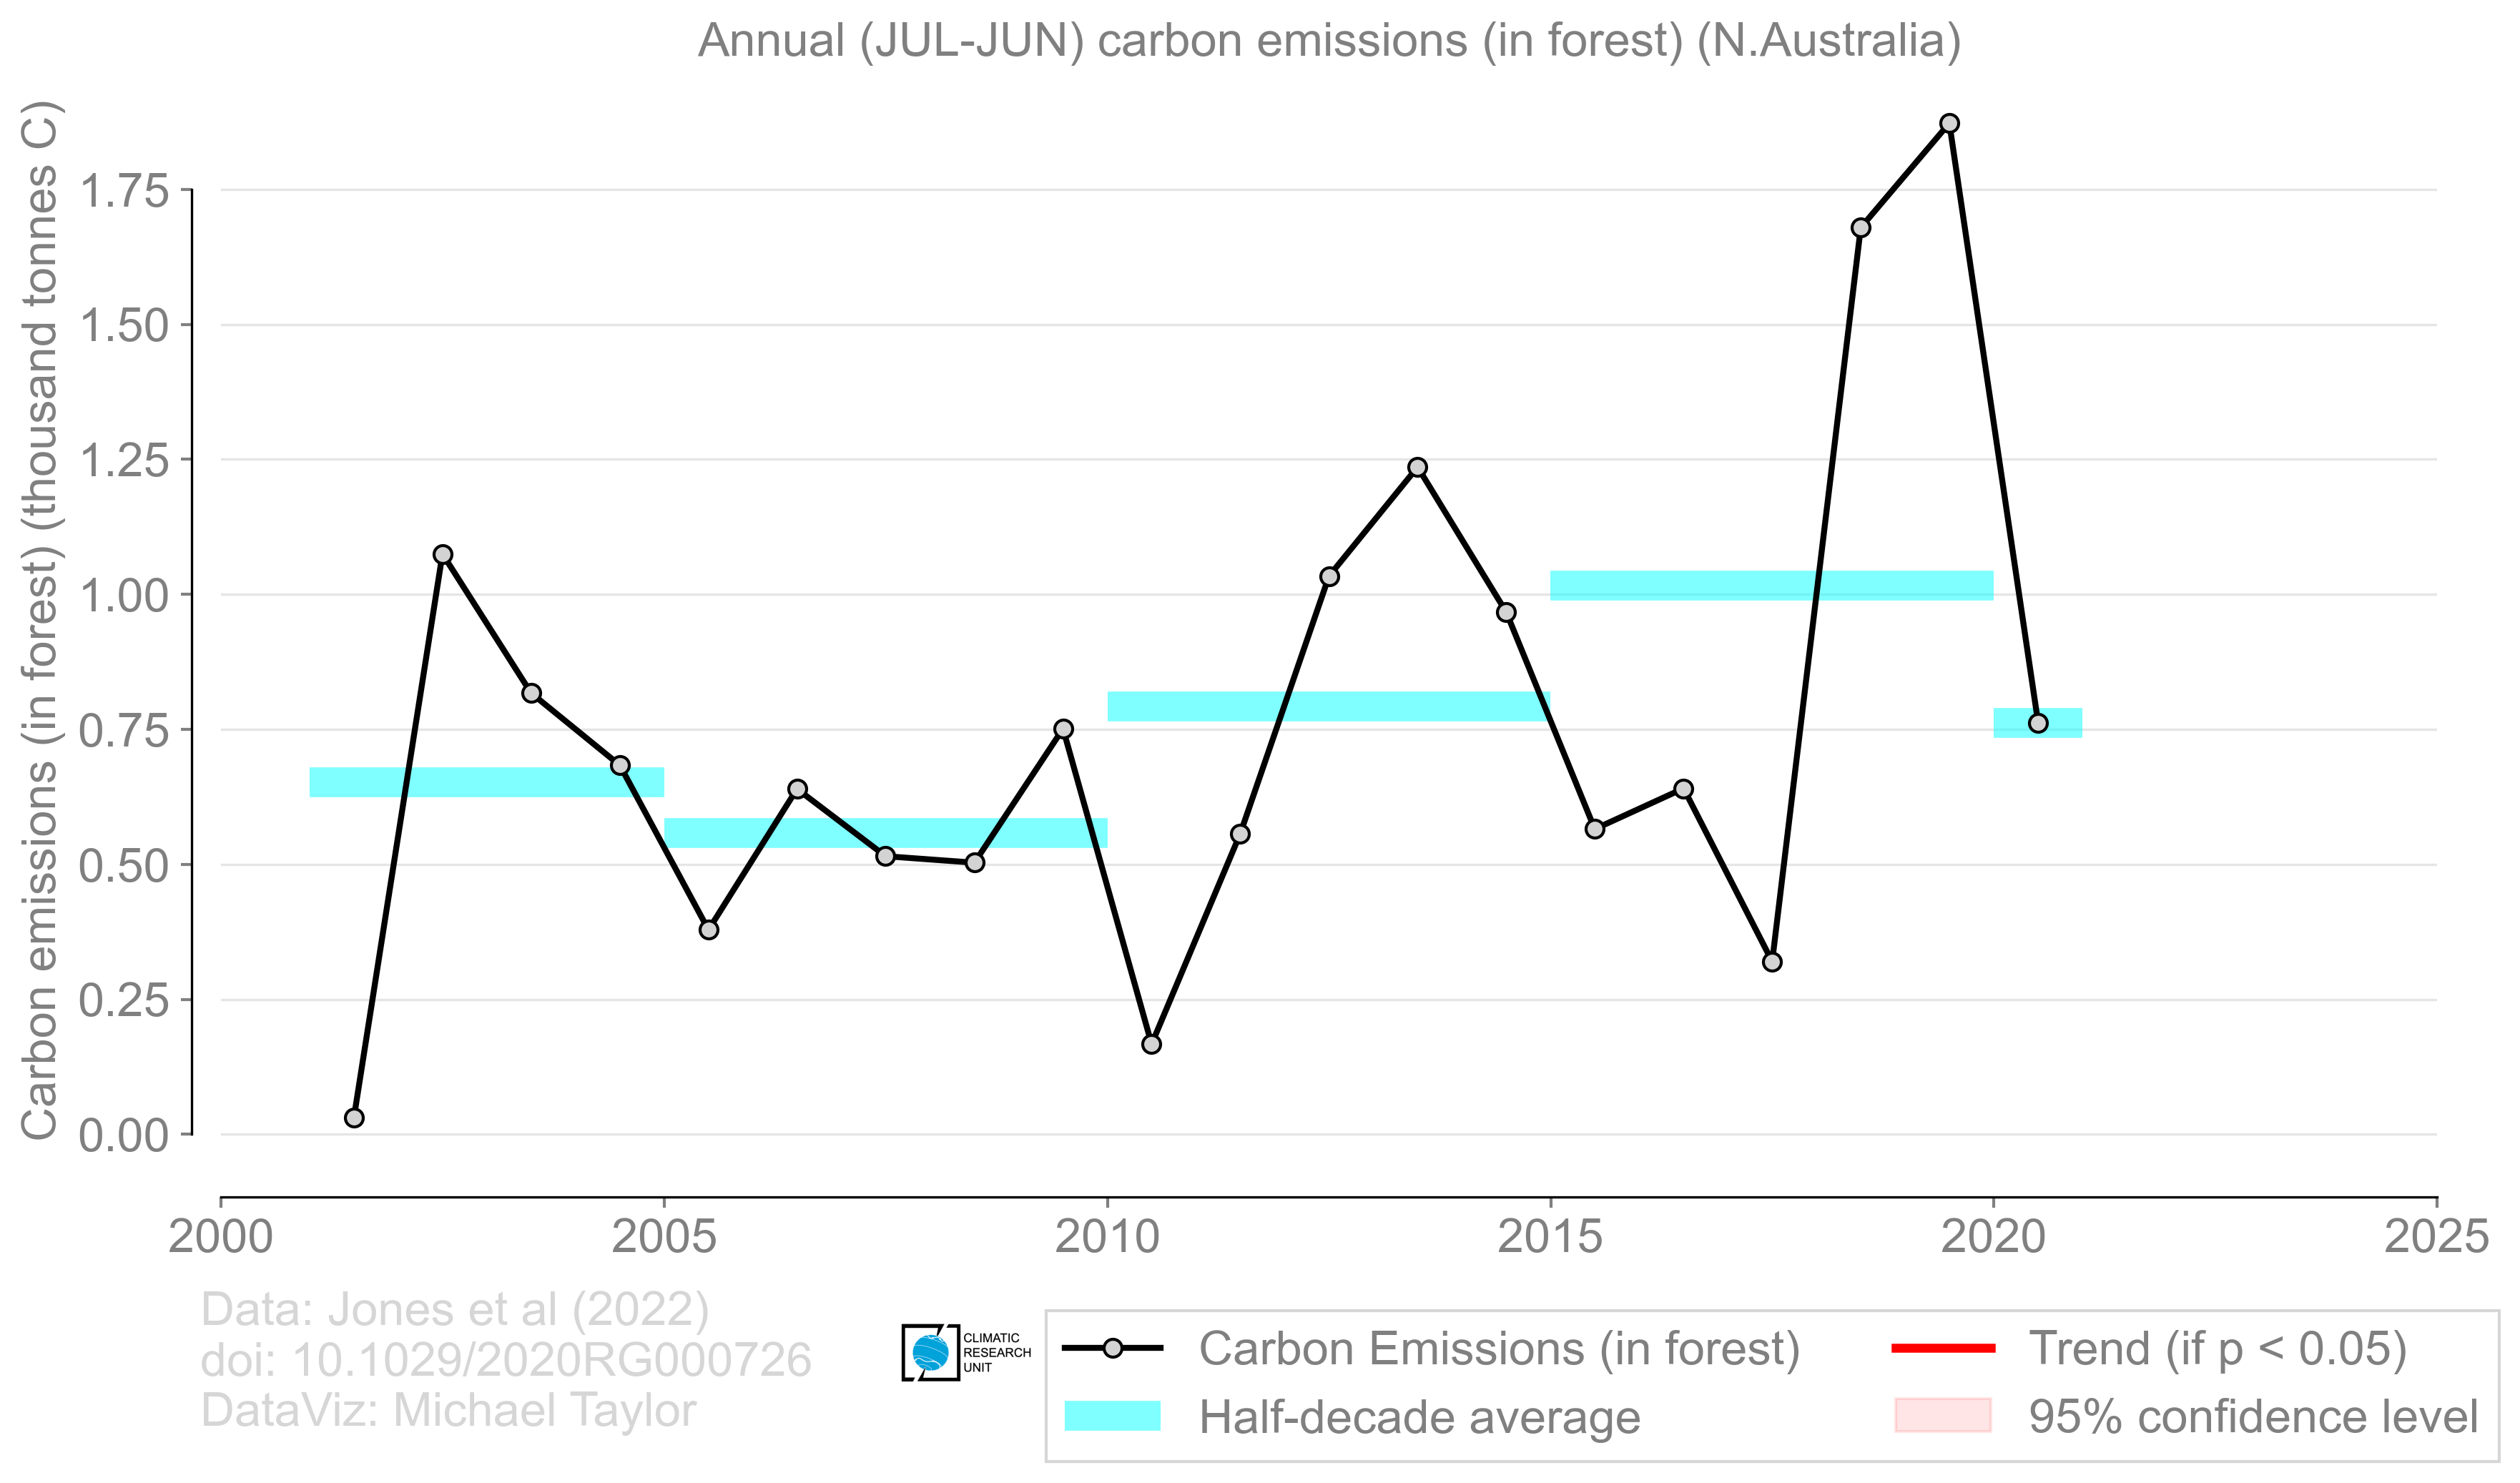 Annual (JUL-JUN) carbon emissions (in forest) (N.Australia)
Carbon emissions (in forest) (thousand tonnes C)
1.75
1.50
1.25
1.00
0.75
0.50
0.25
0.00
2000 2005 2010 2015 2020 2025
Data: Jones et al (2022)
doi: 10.1029/2020RG000726
DataViz: Michael Taylor
CLIMATIC
RESEARCH
UNIT
Carbon Emissions (in forest)
Half-decade average
Trend (if p < 0.05)
95% confidence level